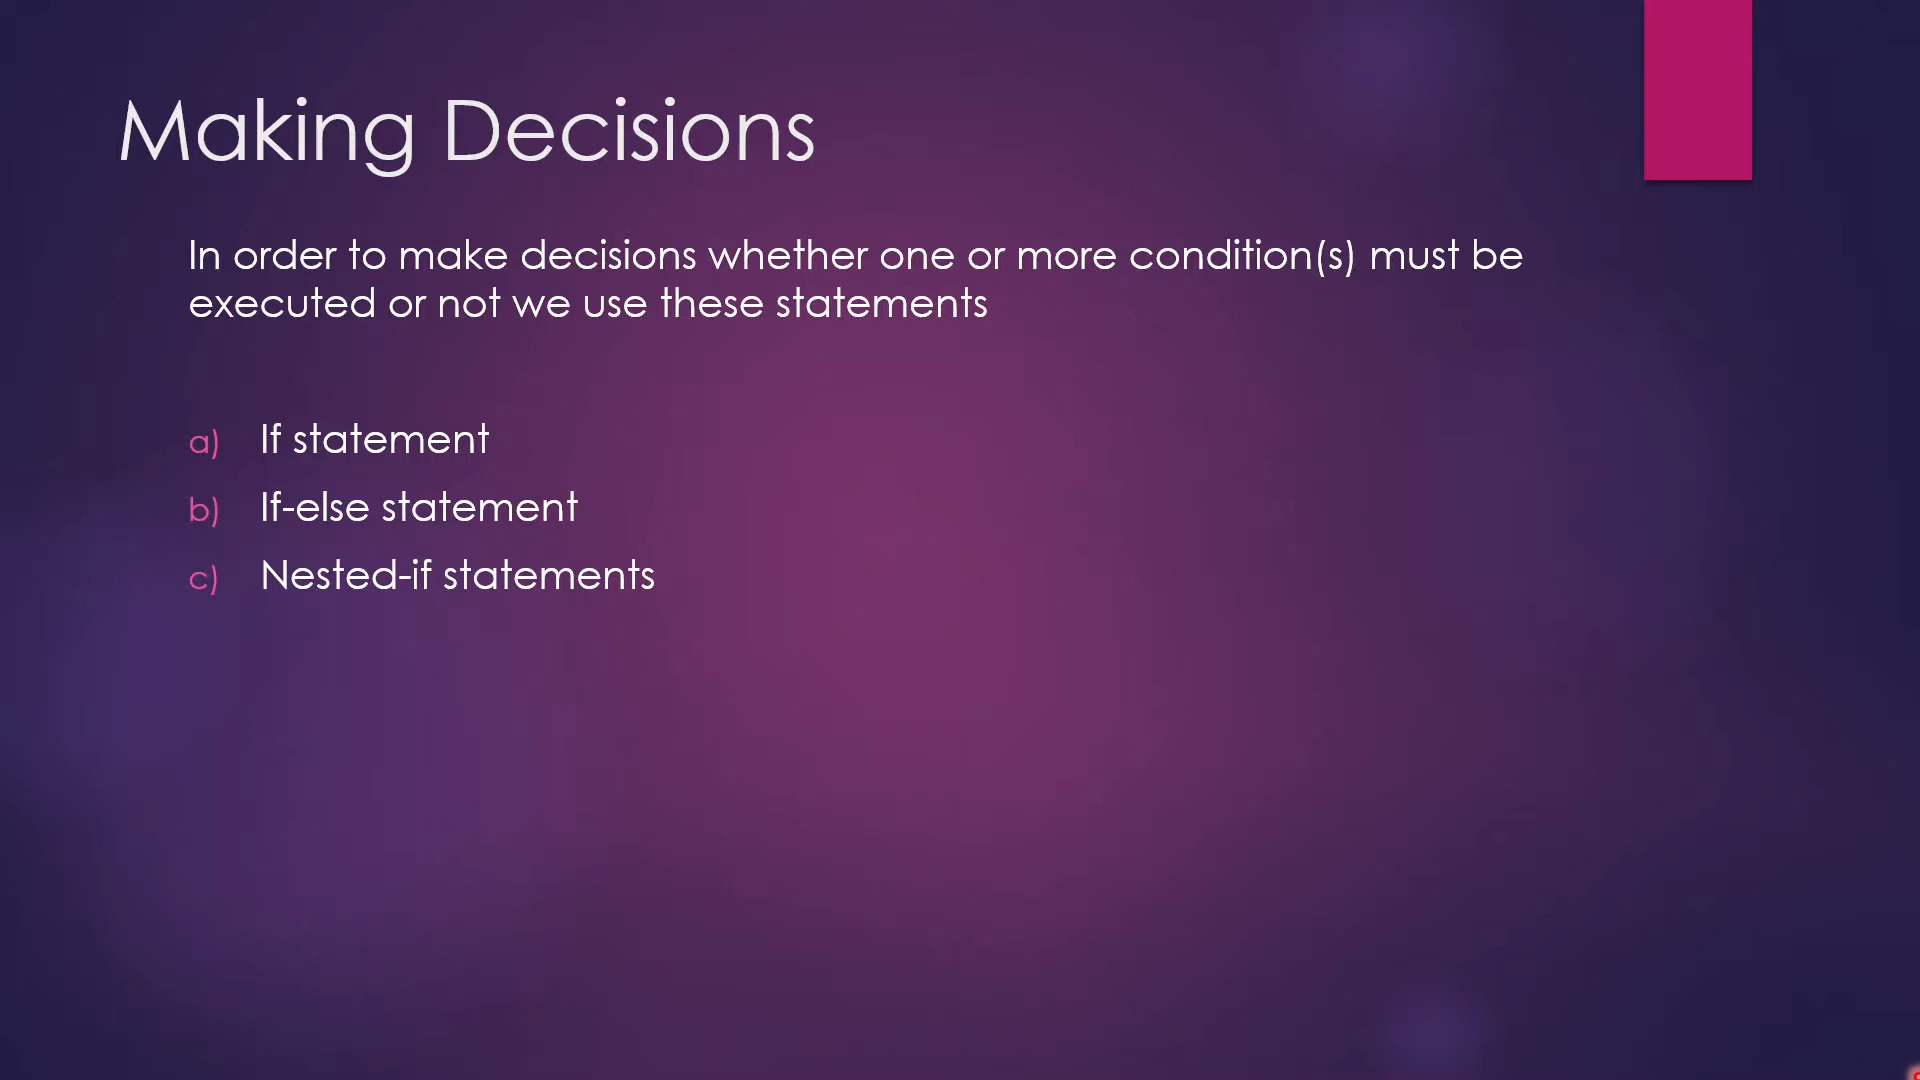 Making Decisions
In order to make decisions whether one or more condition(s) must be
executed or not we use these statements
a) If statement
b) If-else statement
c) Nested-if statements